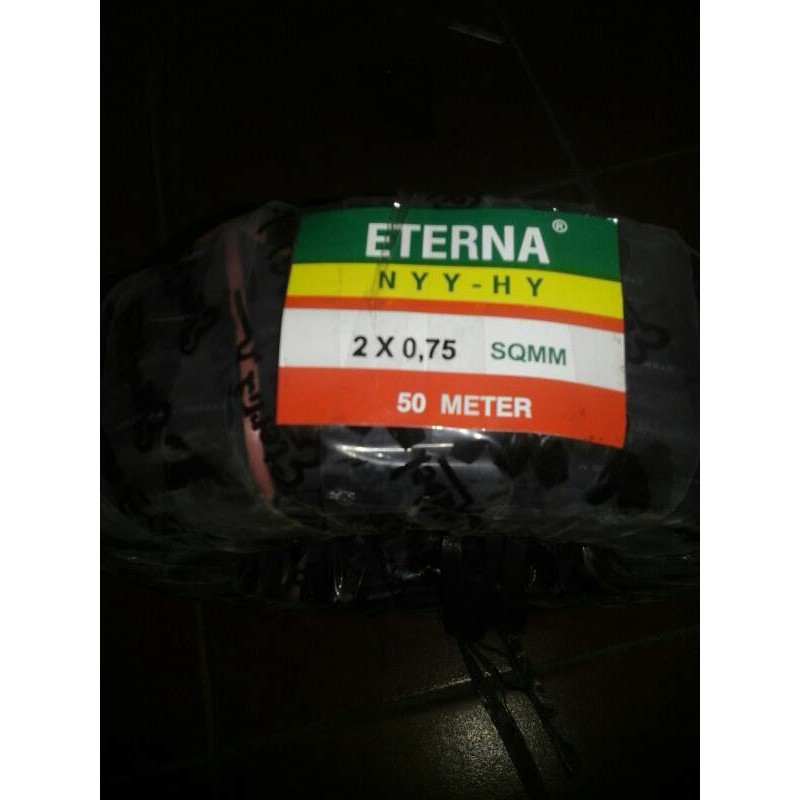 ETERNA®
NYY-HY
2 X 0,75 SQMM
50 METER